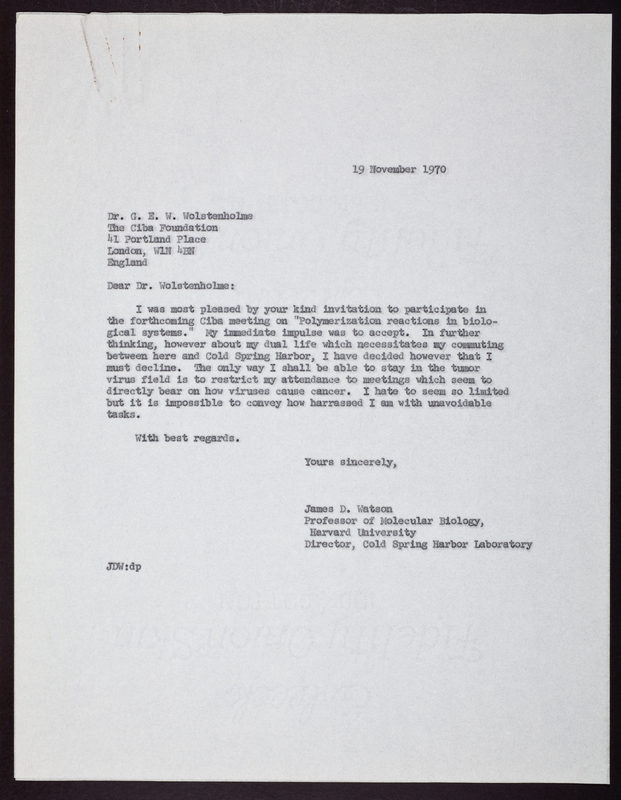 19 November 1970
Dr. G. E. W. Wolstenholme
The Ciba Foundation
41 Portland Place
London, W1N 4BN
England
Dear Dr. Wolstenholme:
I was most pleased by your kind invitation to participate in
the forthcoming Ciba meeting on "Polymerization reactions in biolo-
gical systems." My immediate impulse was to accept. In further
thinking, however about my dual life which necessitates my commuting
between here and Cold Spring Harbor, I have decided however that I
must decline. The only way I shall be able to stay in the tumor
virus field is to restrict my attendance to meetings which seem to
directly bear on how viruses cause cancer. I hate to seem so limited
but it is impossible to convey how harrassed I am with unavoidable
tasks.
With best regards.
Yours sincerely,
James D. Watson
Professor of Molecular Biology,
Harvard University
Director, Cold Spring Harbor Laboratory
JDW:dp